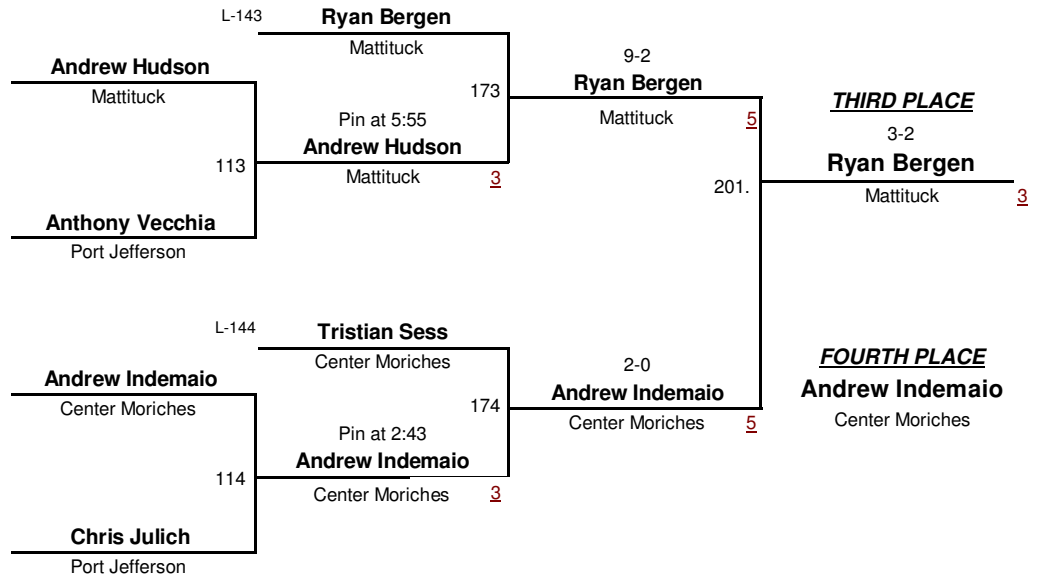 L-143
Ryan Bergen
Mattituck
Andrew Hudson
Mattituck
173
9-2
Ryan Bergen
Mattituck
5
Pin at 5:55
Andrew Hudson
Mattituck
3
113
Anthony Vecchia
Port Jefferson
THIRD PLACE
3-2
Ryan Bergen
Mattituck
3
201.
L-144
Tristian Sess
Center Moriches
Andrew Indemaio
Center Moriches
174
2-0
Andrew Indemaio
Center Moriches
5
Pin at 2:43
Andrew Indemaio
Center Moriches
3
114
Chris Julich
Port Jefferson
FOURTH PLACE
Andrew Indemaio
Center Moriches